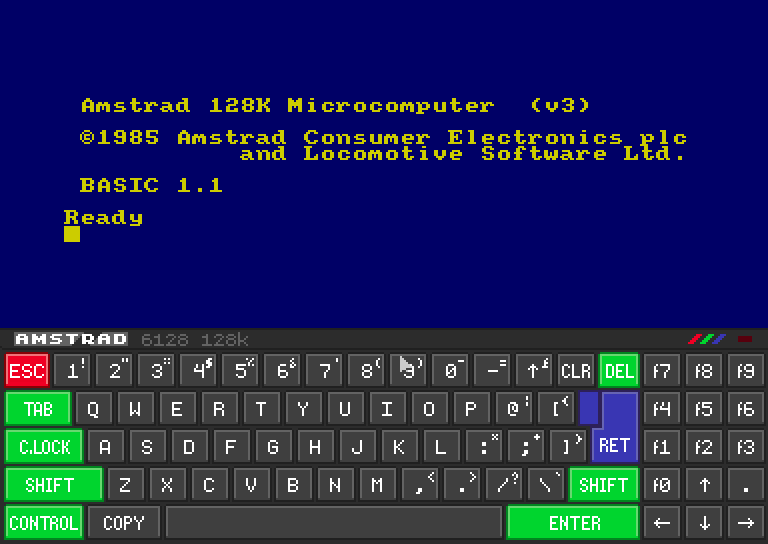 Amstrad 128K Microcomputer (v3)
©1985 Amstrad Consumer Electronics plc
and Locomotive Software Ltd.
BASIC 1.1
Ready
AMSTRAD 6128 128k
ESC 1! 2" 3 4$ 5% 6& 7' 8( 9) 0_ -= ↑£ CLR DEL f7 f8 f9
TAB Q W E R T Y U I O P @¦ [{ f4 f5 f6
C.LOCK A S D F G H J K L :* ;+ ]} RET f1 f2 f3
SHIFT Z X C V B N M ,< .> /? \` SHIFT f0 ↑ .
CONTROL COPY ENTER ← ↓ →